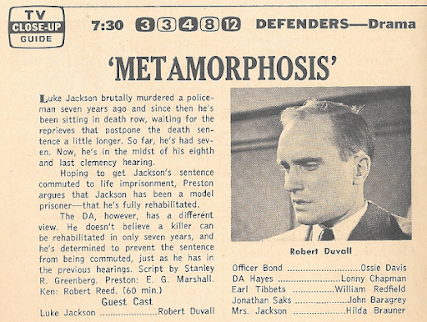 TV
CLOSE-UP
GUIDE
7:30 3 3 4 8 12 DEFENDERS—Drama
'METAMORPHOSIS'
Luke Jackson brutally murdered a police-
man seven years ago and since then he's
been sitting in death row, waiting for the
reprieves that postpone the death sen-
tence a little longer. So far, he's had sev-
en. Now, he's in the midst of his eighth
and last clemency hearing.
Hoping to get Jackson's sentence
commuted to life imprisonment, Preston
argues that Jackson has been a model
prisoner—that he's fully rehabilitated.
The DA, however, has a different
view. He doesn't believe a killer can
be rehabilitated in only seven years, and
he's determined to prevent the sentence
from being commuted, just as he has in
the previous hearings. Script by Stanley
R. Greenberg. Preston: E. G. Marshall.
Ken: Robert Reed. (60 min.)
Guest Cast
Luke Jackson ........................Robert Duvall
Robert Duvall
Officer Bond ........................Ossie Davis
DA Hayes ........................Lonny Chapman
Earl Tibbets ..................William Redfield
Jonathan Saks ..................John Baragrey
Mrs. Jackson ..................Hilda Brauner